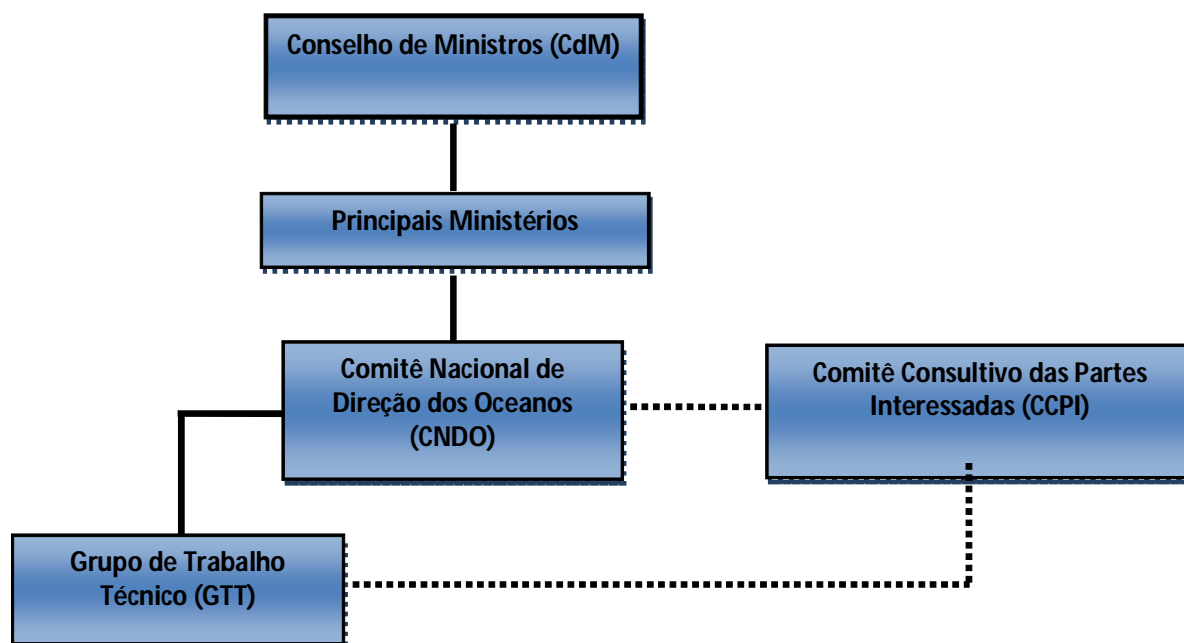 Conselho de Ministros (CdM)
Principais Ministérios
Comitê Nacional de
Direção dos Oceanos
(CNDO)
Comitê Consultivo das Partes
Interessadas (CCPI)
Grupo de Trabalho
Técnico (GTT)